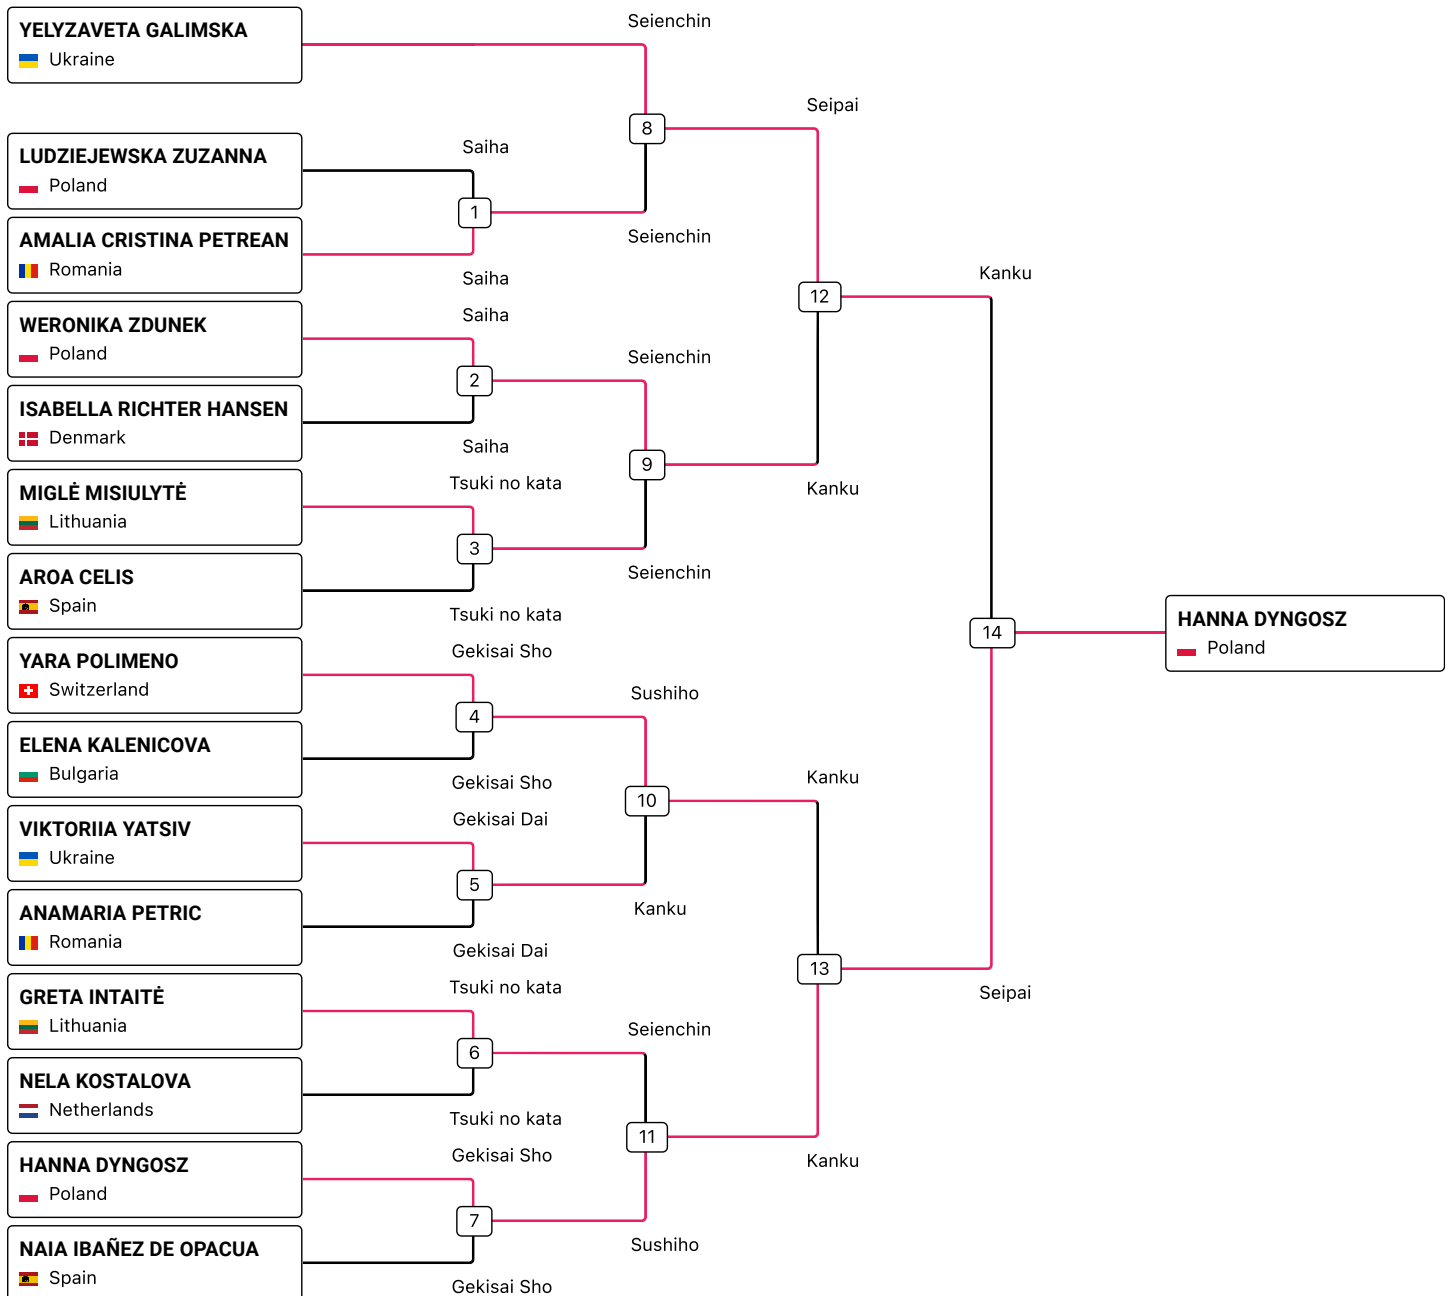 YELYZAVETA GALIMSKA
Ukraine
LUDZIEJEWSKA ZUZANNA
Poland
AMALIA CRISTINA PETREAN
Romania
WERONIKA ZDUNEK
Poland
ISABELLA RICHTER HANSEN
Denmark
MIGLĖ MISIULYTĖ
Lithuania
AROA CELIS
Spain
YARA POLIMENO
Switzerland
ELENA KALENICOVA
Bulgaria
VIKTORIIA YATSIV
Ukraine
ANAMARIA PETRIC
Romania
GRETA INTAITĖ
Lithuania
NELA KOSTALOVA
Netherlands
HANNA DYNGOSZ
Poland
NAIA IBAÑEZ DE OPACUA
Spain
Saiha
1
Saiha
Saiha
2
Saiha
Tsuki no kata
3
Tsuki no kata
Gekisai Sho
4
Gekisai Sho
Gekisai Dai
5
Gekisai Dai
Tsuki no kata
6
Tsuki no kata
Gekisai Sho
7
Gekisai Sho
Seienchin
8
Seienchin
Seienchin
9
Seienchin
Sushiho
10
Kanku
Seienchin
11
Sushiho
Seipai
12
Kanku
Kanku
13
Kanku
Kanku
14
Seipai
HANNA DYNGOSZ
Poland